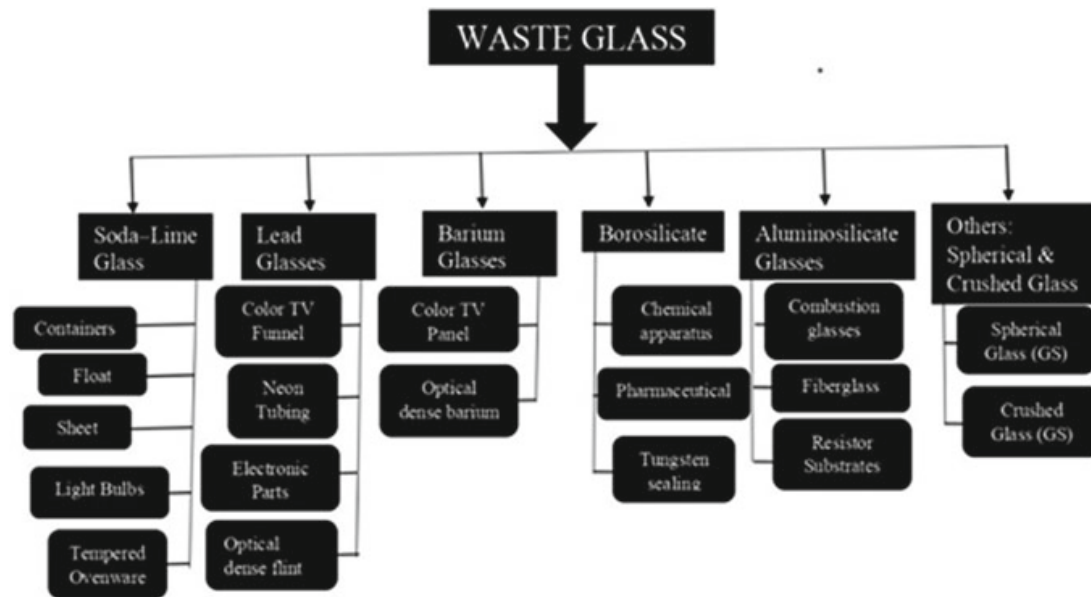 WASTE GLASS
Soda–Lime
Glass
Containers
Float
Sheet
Light Bulbs
Tempered
Ovenware
Lead
Glasses
Color TV
Funnel
Neon
Tubing
Electronic
Parts
Optical
dense flint
Barium
Glasses
Color TV
Panel
Optical
dense barium
Borosilicate
Chemical
apparatus
Pharmaceutical
Tungsten
sealing
Aluminosilicate
Glasses
Combustion
glasses
Fiberglass
Resistor
Substrates
Others:
Spherical &
Crushed Glass
Spherical
Glass (GS)
Crushed
Glass (GS)